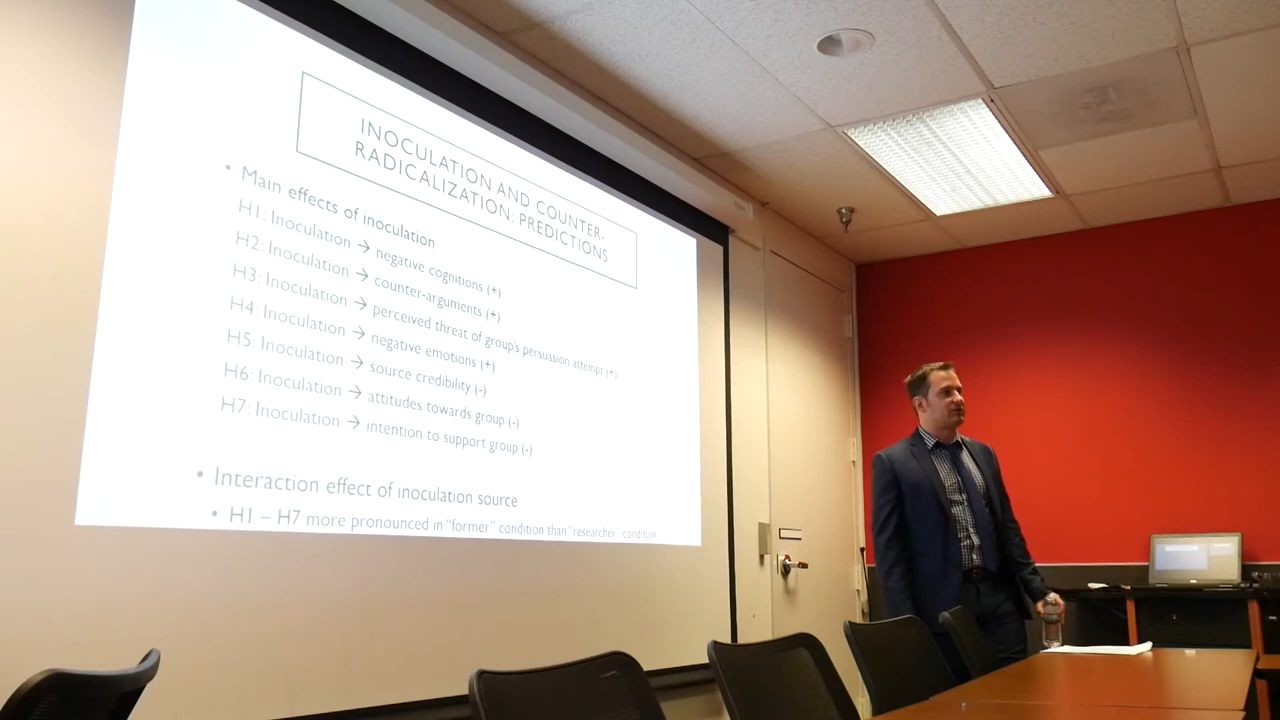 INOCULATION AND COUNTER-
RADICALIZATION: PREDICTIONS
• Main effects of inoculation
H1: Inoculation → negative cognitions (+)
H2: Inoculation → counter-arguments (+)
H3: Inoculation → perceived threat of group's persuasion attempt (+)
H4: Inoculation → negative emotions (+)
H5: Inoculation → source credibility (-)
H6: Inoculation → attitudes towards group (-)
H7: Inoculation → intention to support group (-)
• Interaction effect of inoculation source
• H1 – H7 more pronounced in "former" condition than "researcher" condition